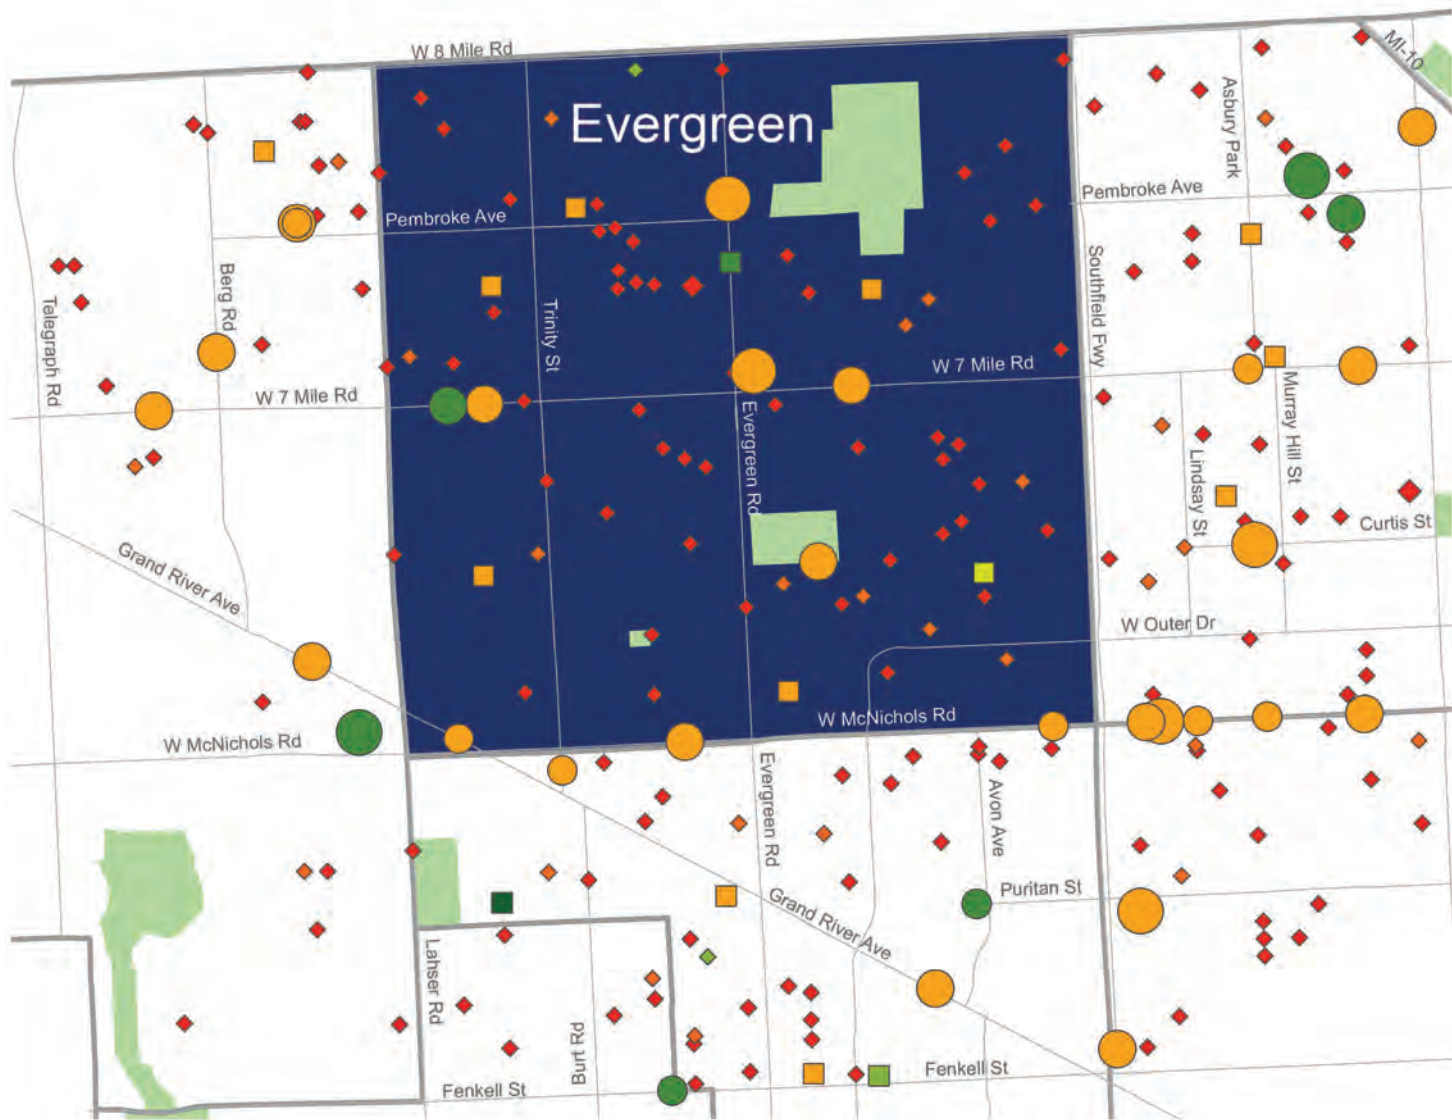 W 8 Mile Rd
MI-10
Evergreen
Asbury Park
Pembroke Ave
Pembroke Ave
Telegraph Rd
Berg Rd
Trinity St
Southfield Fwy
W 7 Mile Rd
W 7 Mile Rd
Evergreen Rd
Murray Hill St
Lindsay St
Curtis St
Grand River Ave
W Outer Dr
W McNichols Rd
W McNichols Rd
Evergreen Rd
Avon Ave
Puritan St
Grand River Ave
Lahser Rd
Burt Rd
Fenkell St
Fenkell St